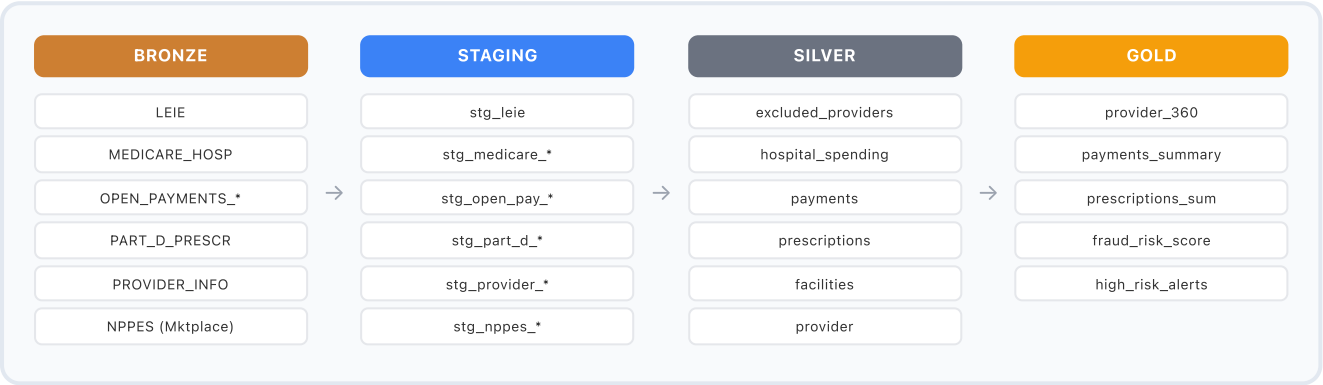 BRONZE
LEIE
MEDICARE_HOSP
OPEN_PAYMENTS_*
PART_D_PRESCR
PROVIDER_INFO
NPPES (Mktplace)
STAGING
stg_leie
stg_medicare_*
stg_open_pay_*
stg_part_d_*
stg_provider_*
stg_nppes_*
SILVER
excluded_providers
hospital_spending
payments
prescriptions
facilities
provider
GOLD
provider_360
payments_summary
prescriptions_sum
fraud_risk_score
high_risk_alerts